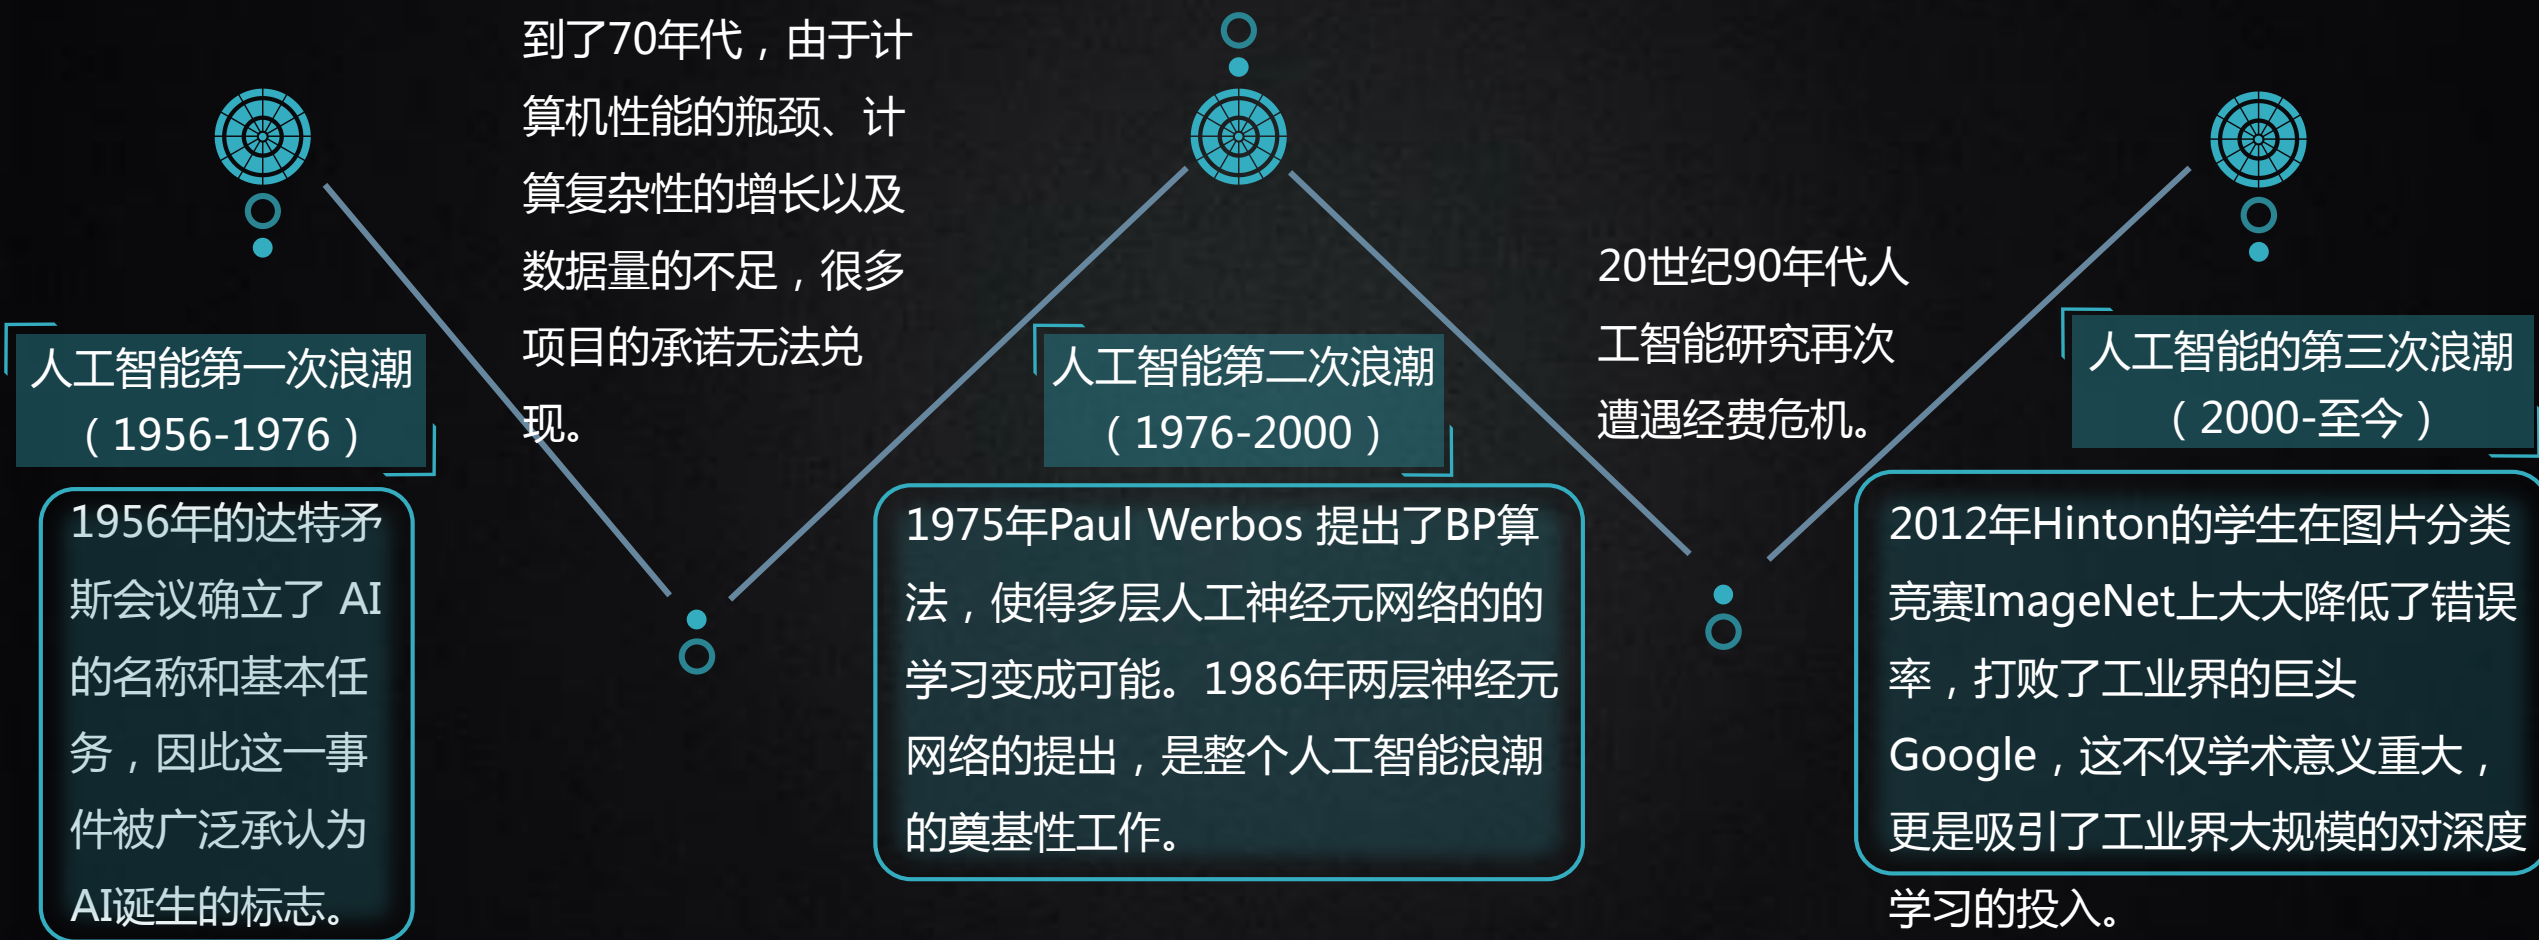 人工智能第一次浪潮
（1956-1976）
1956年的达特矛
斯会议确立了 AI
的名称和基本任
务，因此这一事
件被广泛承认为
AI诞生的标志。
到了70年代，由于计
算机性能的瓶颈、计
算复杂性的增长以及
数据量的不足，很多
项目的承诺无法兑
现。
人工智能第二次浪潮
（1976-2000）
1975年Paul Werbos 提出了BP算
法，使得多层人工神经元网络的的
学习变成可能。1986年两层神经元
网络的提出，是整个人工智能浪潮
的奠基性工作。
20世纪90年代人
工智能研究再次
遭遇经费危机。
人工智能的第三次浪潮
（2000-至今）
2012年Hinton的学生在图片分类
竞赛ImageNet上大大降低了错误
率，打败了工业界的巨头
Google，这不仅学术意义重大，
更是吸引了工业界大规模的对深度
学习的投入。